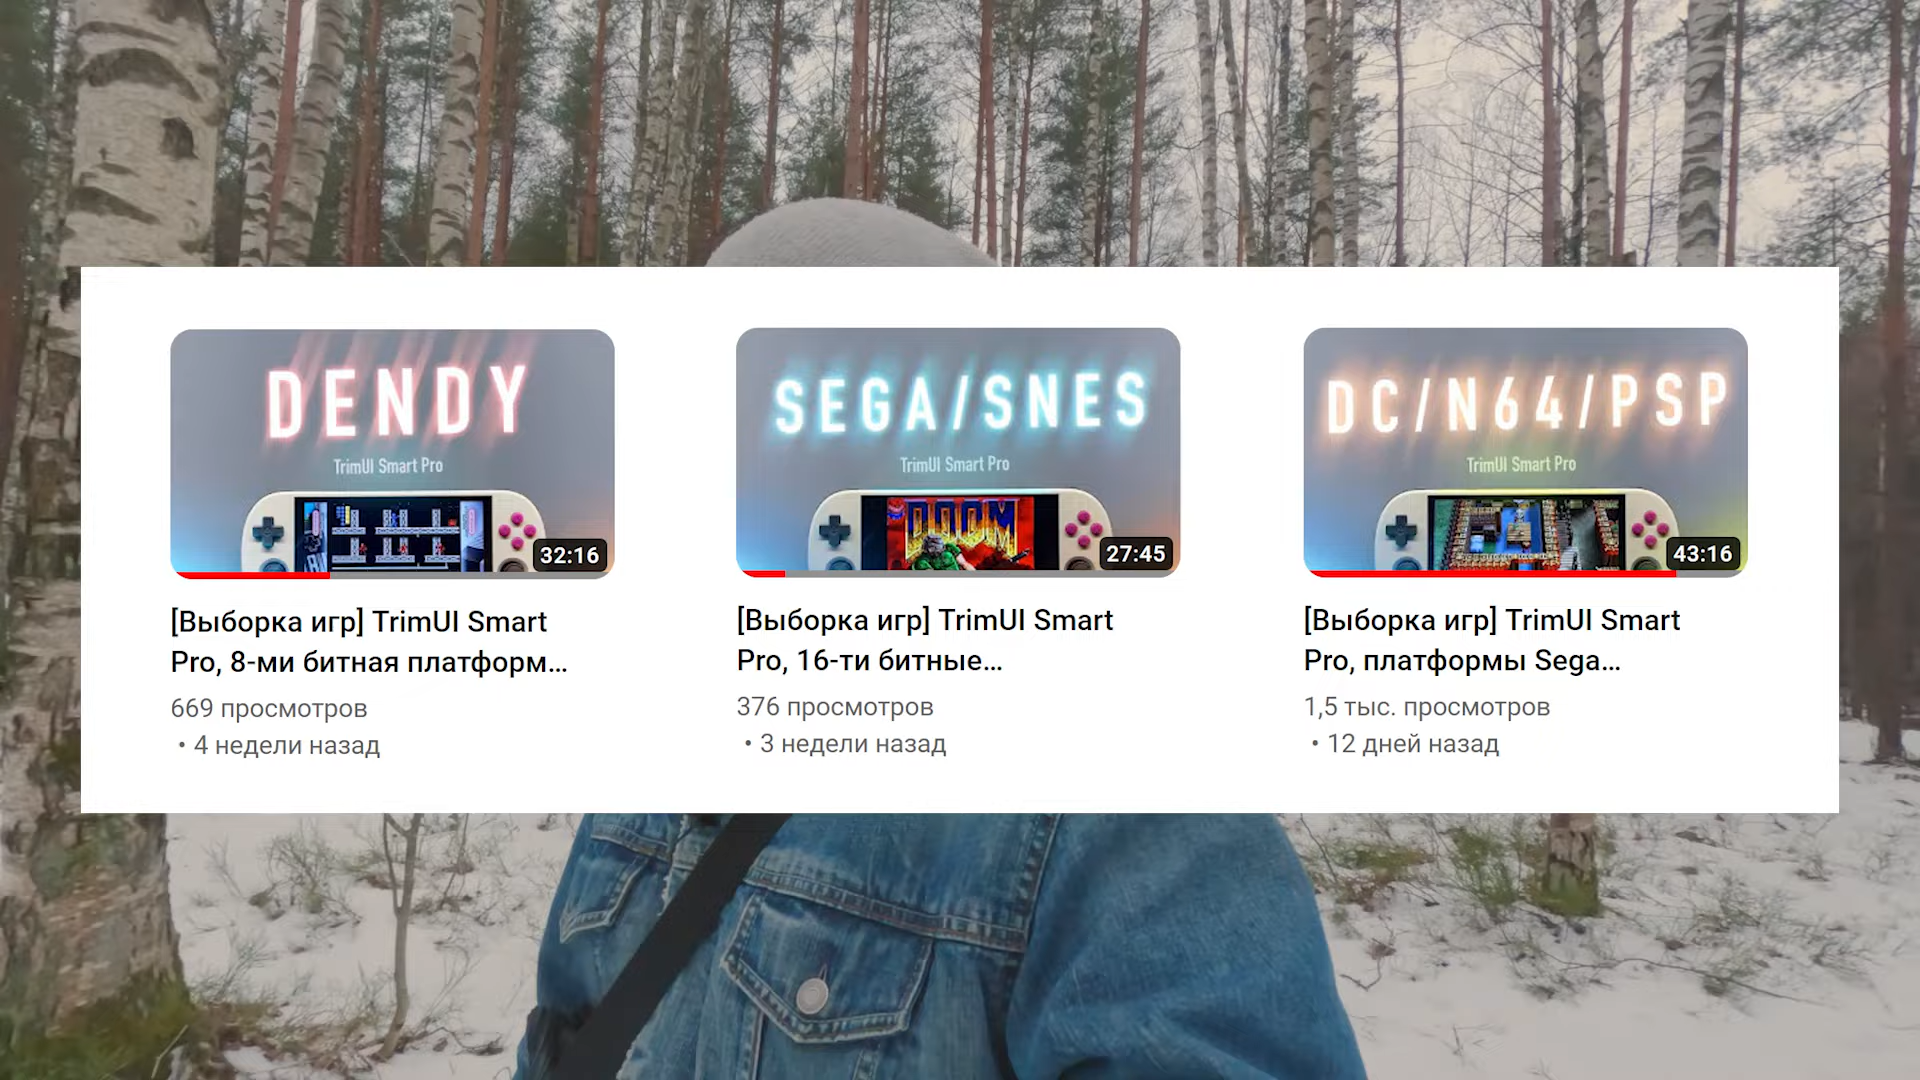 DENDY
TrimUI Smart Pro
32:16
[Выборка игр] TrimUI Smart
Pro, 8-ми битная платформ...
669 просмотров
• 4 недели назад
SEGA/SNES
TrimUI Smart Pro
DOOM
27:45
[Выборка игр] TrimUI Smart
Pro, 16-ти битные...
376 просмотров
• 3 недели назад
DC/N64/PSP
TrimUI Smart Pro
43:16
[Выборка игр] TrimUI Smart
Pro, платформы Sega...
1,5 тыс. просмотров
• 12 дней назад